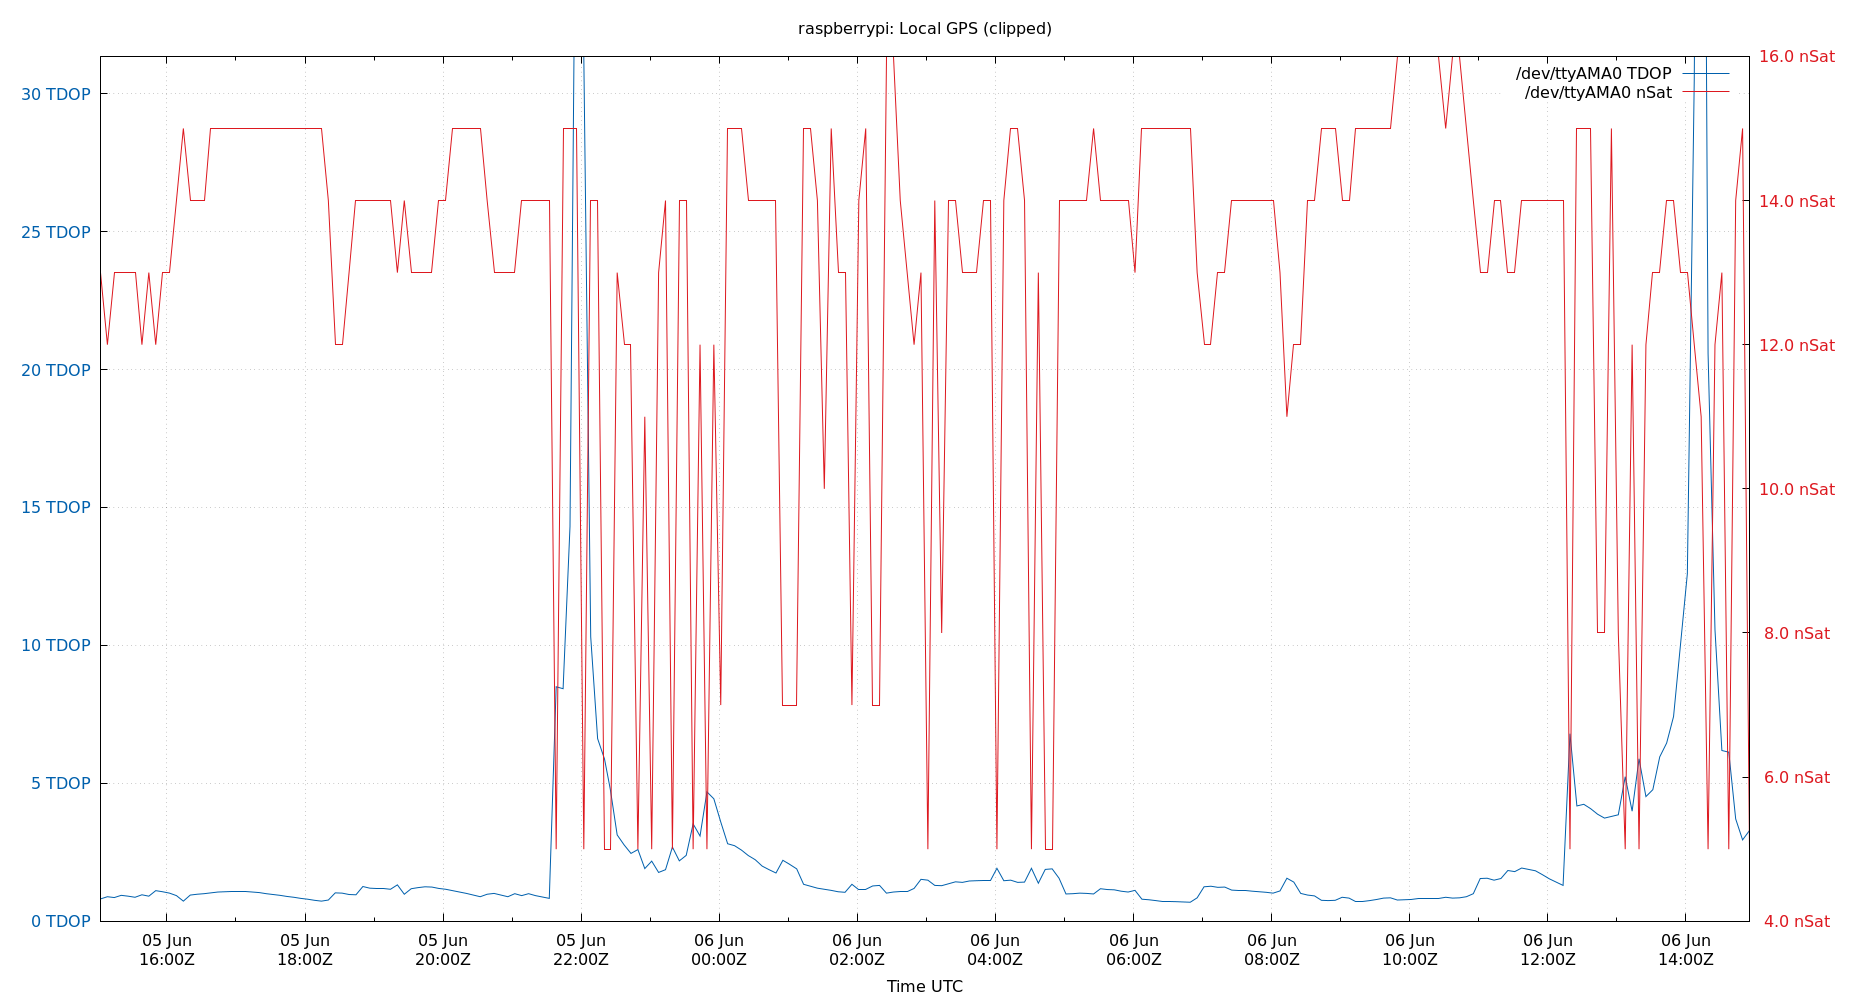 raspberrypi: Local GPS (clipped)
16.0 nSat
/dev/ttyAMA0 TDOP
/dev/ttyAMA0 nSat
30 TDOP
14.0 nSat
25 TDOP
12.0 nSat
20 TDOP
10.0 nSat
15 TDOP
8.0 nSat
10 TDOP
6.0 nSat
5 TDOP
0 TDOP
4.0 nSat
05 Jun 05 Jun 05 Jun 05 Jun 06 Jun 06 Jun 06 Jun 06 Jun 06 Jun 06 Jun 06 Jun 06 Jun
16:00Z 18:00Z 20:00Z 22:00Z 00:00Z 02:00Z 04:00Z 06:00Z 08:00Z 10:00Z 12:00Z 14:00Z
Time UTC